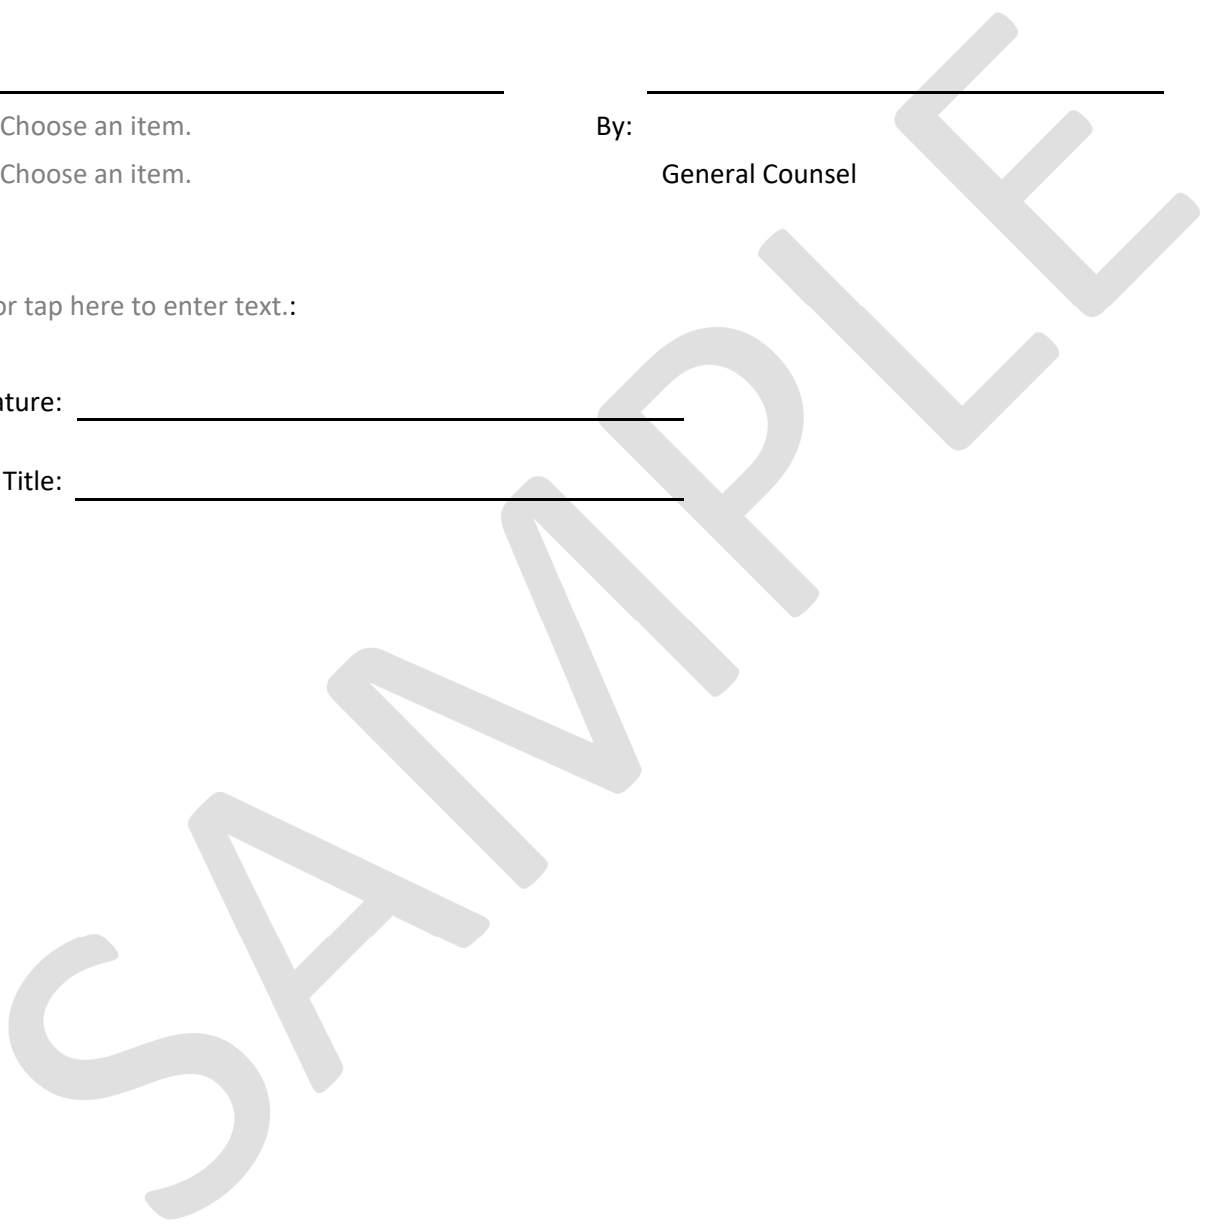 Choose an item.
By:
Choose an item.
General Counsel
or tap here to enter text.:
ature:
Title:
SAMPLE